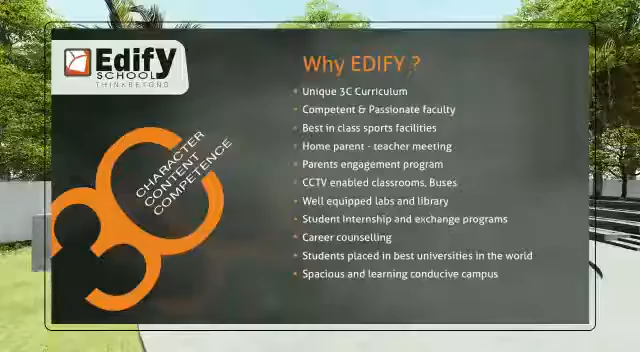 Edify
SCHOOL
THINKBEYOND
3C
CHARACTER
CONTENT
COMPETENCE
Why EDIFY ?
Unique 3C Curriculum
Competent & Passionate faculty
Best in class sports facilities
Home parent - teacher meeting
Parents engagement program
CCTV enabled classrooms, Buses
Well equipped labs and library
Student Internship and exchange programs
Career counselling
Students placed in best universities in the world
Spacious and learning conducive campus